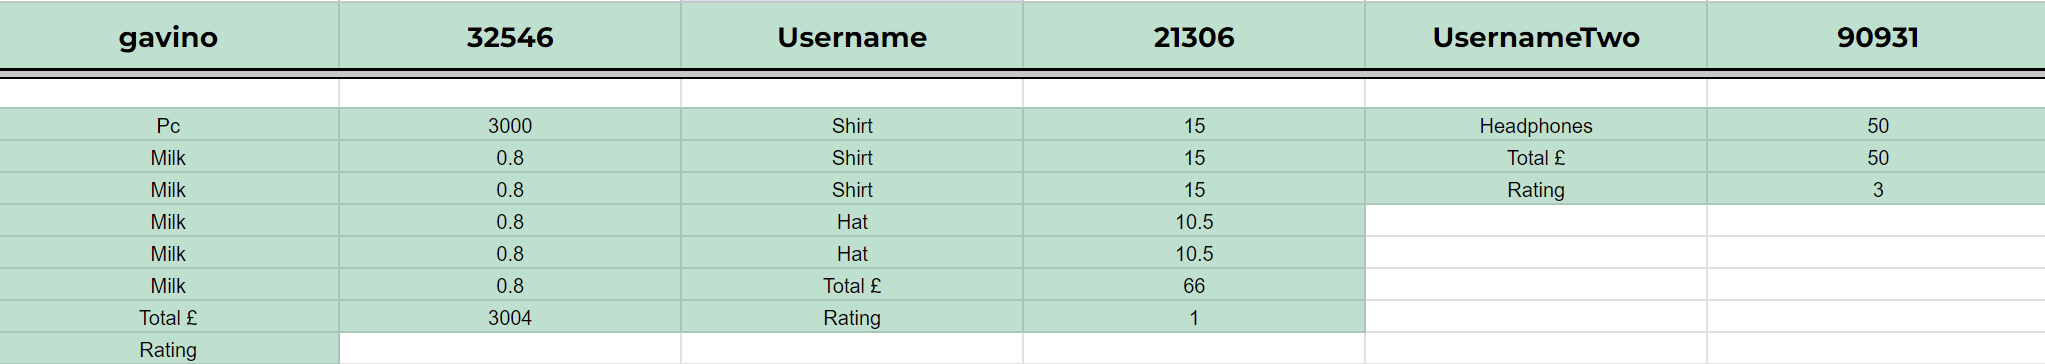 gavino 32546 Username 21306 UsernameTwo 90931
Pc 3000 Shirt 15 Headphones 50
Milk 0.8 Shirt 15 Total £ 50
Milk 0.8 Shirt 15 Rating 3
Milk 0.8 Hat 10.5
Milk 0.8 Hat 10.5
Milk 0.8 Total £ 66
Total £ 3004 Rating 1
Rating